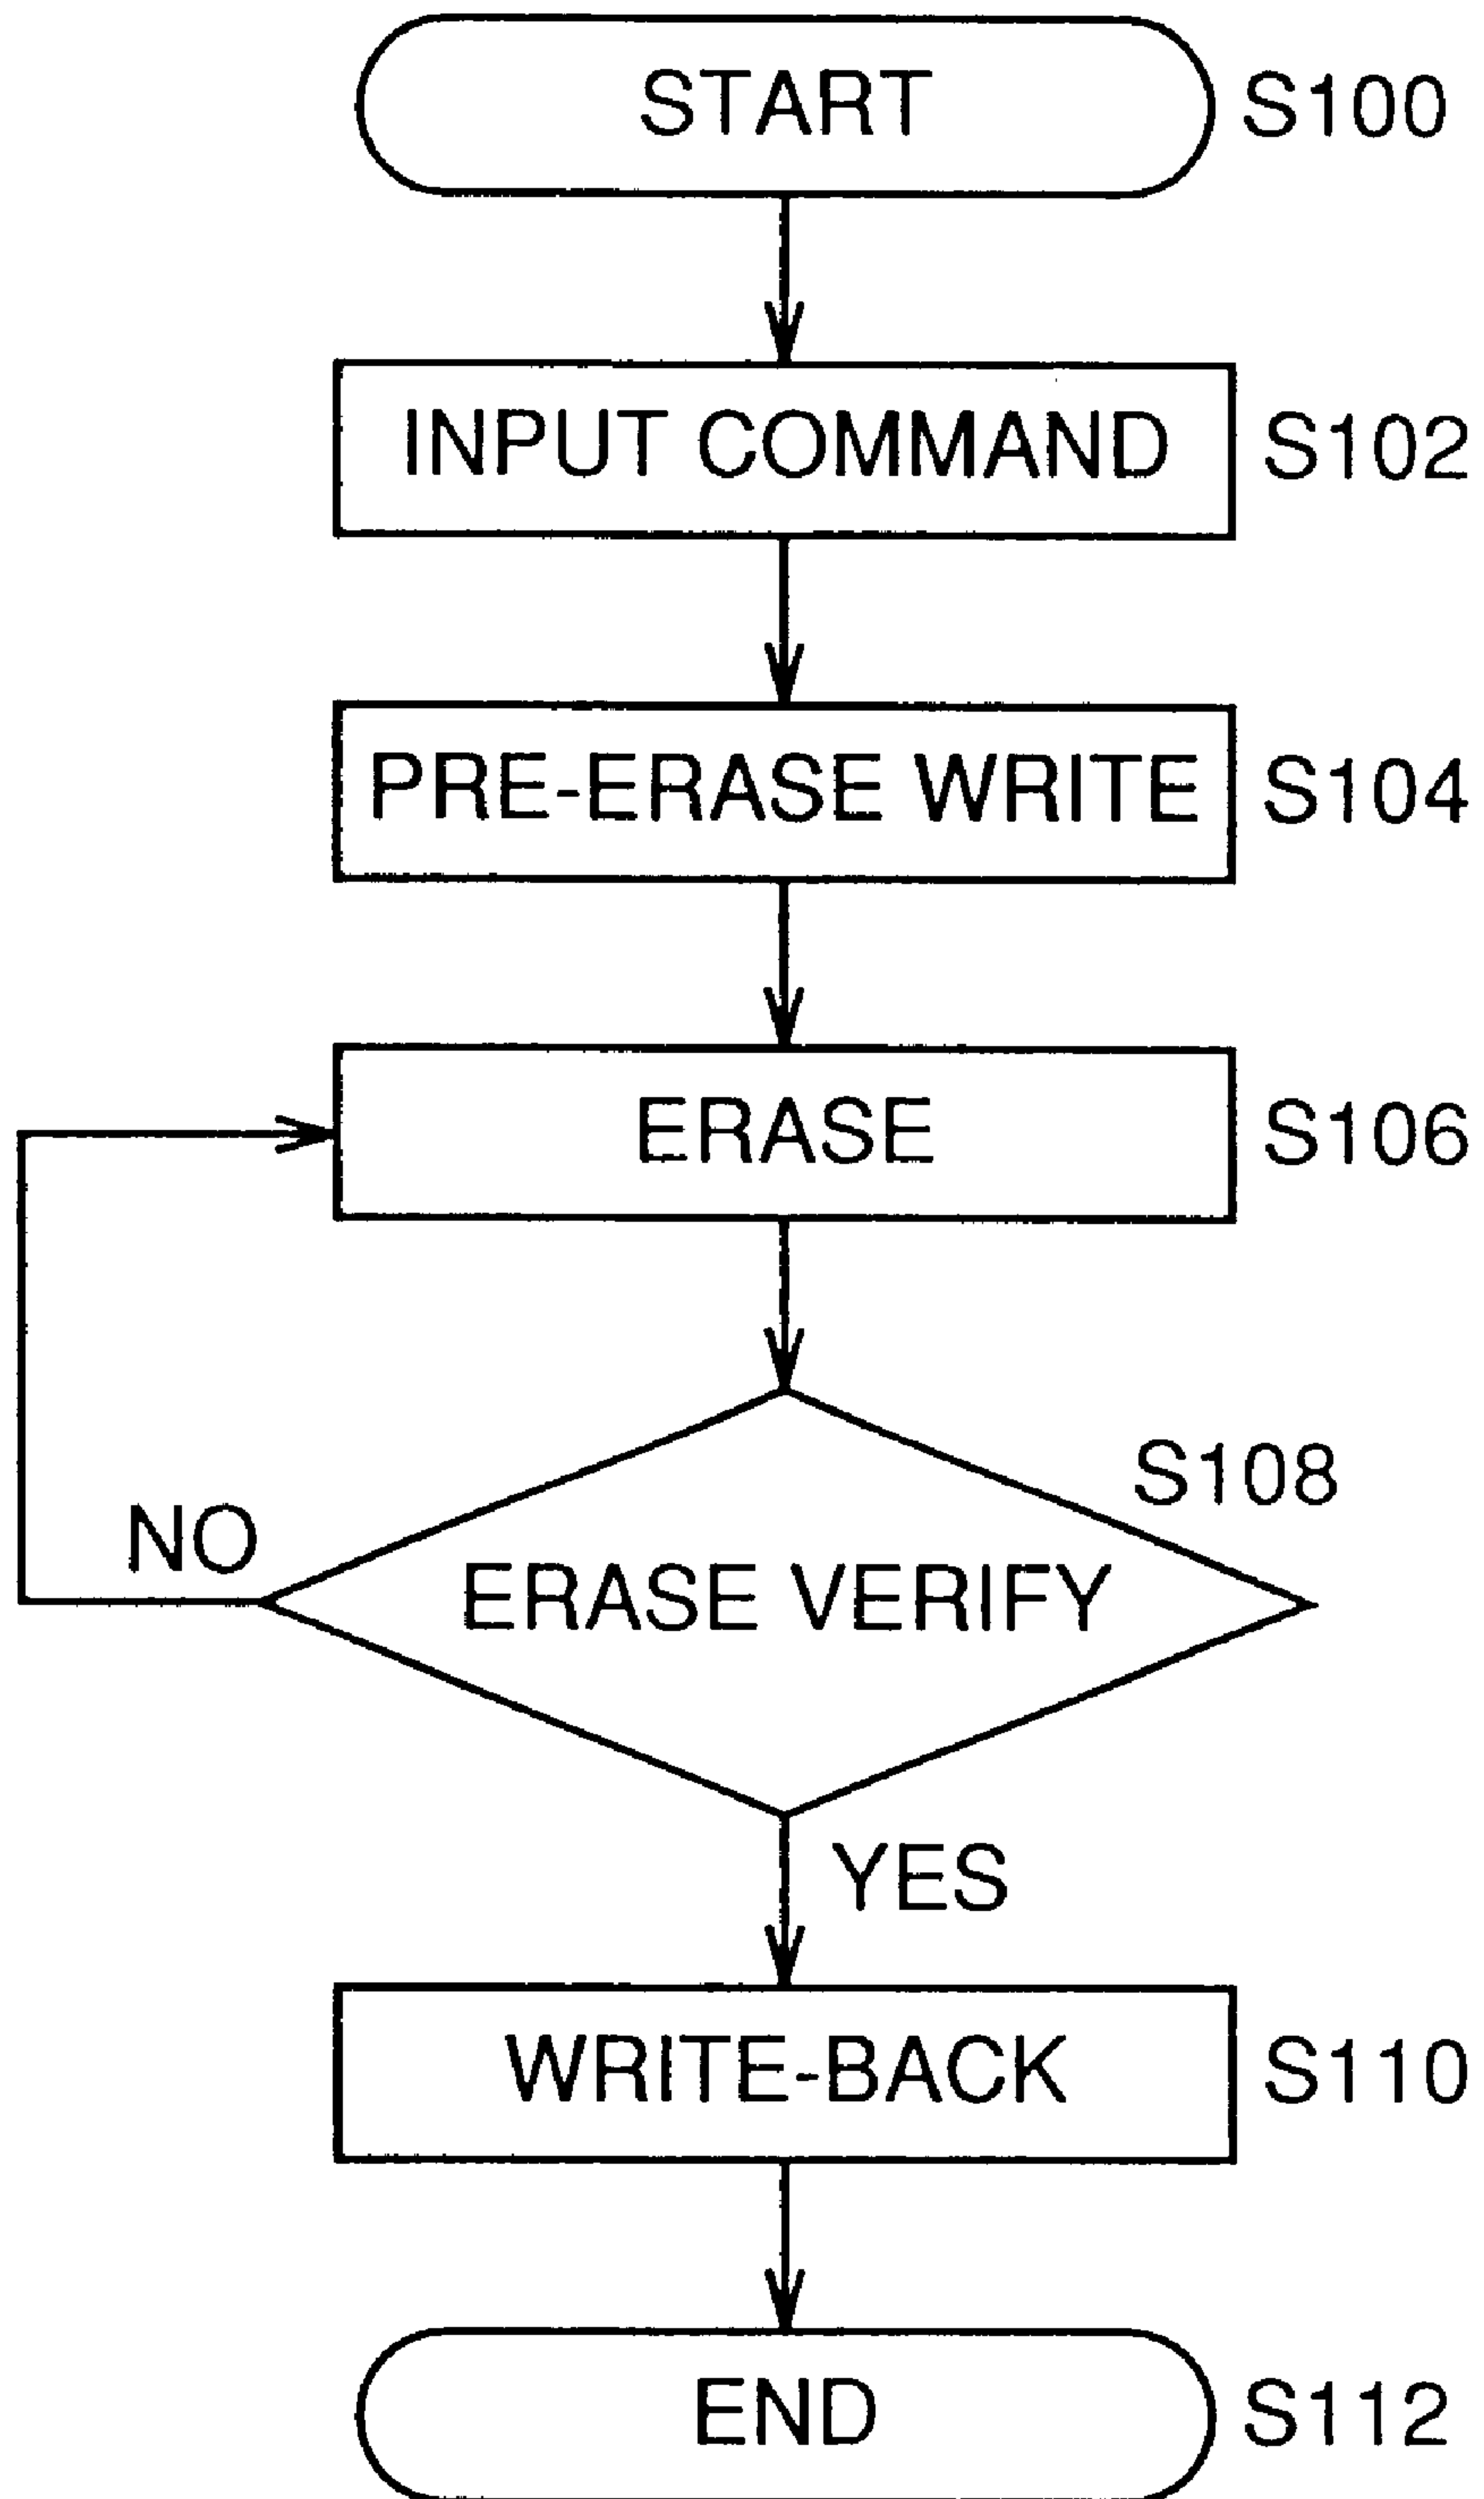 START S100
INPUT COMMAND S102
PRE-ERASE WRITE S104
ERASE S106
S108
NO
ERASE VERIFY
YES
WRITE-BACK S110
END S112